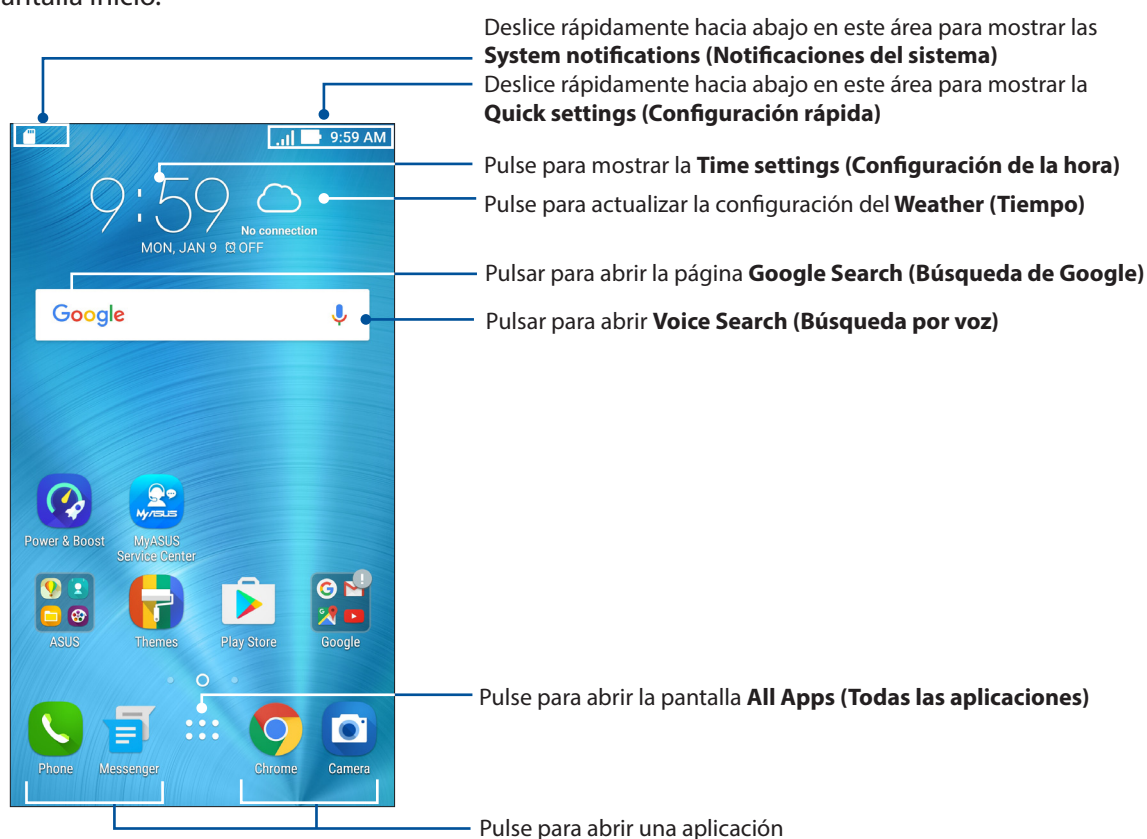 antalla Inicio.
Deslice rápidamente hacia abajo en este área para mostrar las
System notifications (Notificaciones del sistema)
Deslice rápidamente hacia abajo en este área para mostrar la
Quick settings (Configuración rápida)
9:59 AM
Pulse para mostrar la Time settings (Configuración de la hora)
9:59
Pulse para actualizar la configuración del Weather (Tiempo)
No connection
MON, JAN 9 OFF
Pulsar para abrir la página Google Search (Búsqueda de Google)
Google
Pulsar para abrir Voice Search (Búsqueda por voz)
MyASUS
Power & Boost
MyASUS
Service Center
ASUS
Themes
Play Store
Google
Pulse para abrir la pantalla All Apps (Todas las aplicaciones)
Phone
Messenger
Chrome
Camera
Pulse para abrir una aplicación